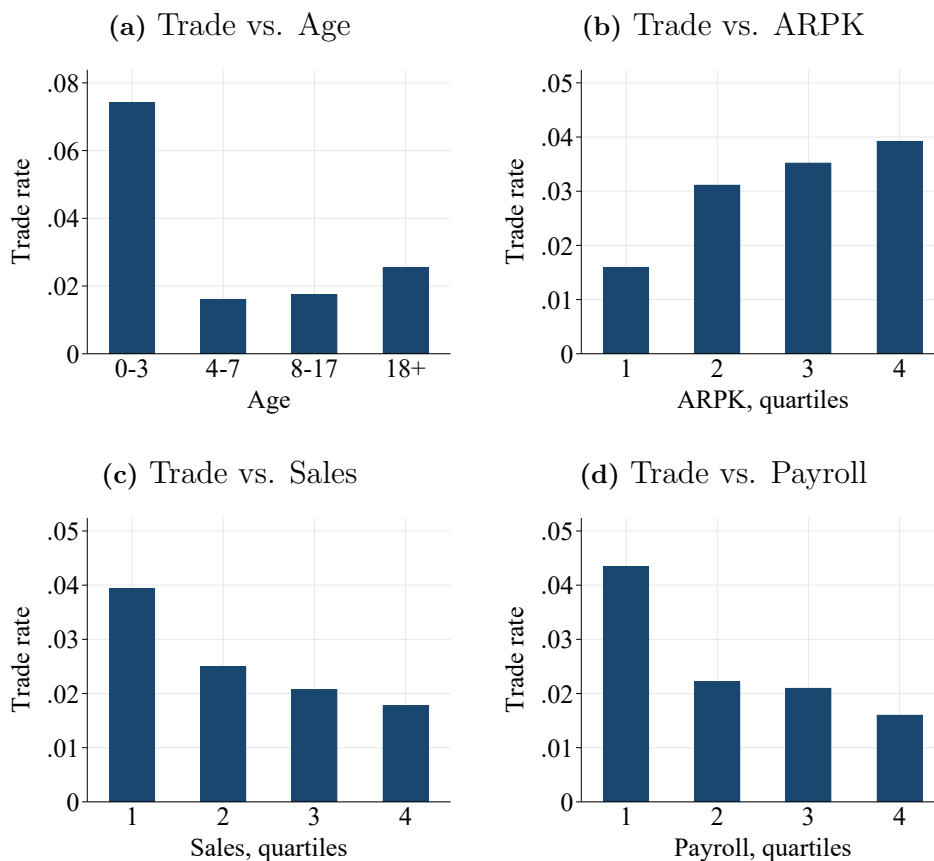 (a) Trade vs. Age
Trade rate
.08
.06
.04
.02
0
0-3 4-7 8-17 18+
Age
(b) Trade vs. ARPK
Trade rate
.05
.04
.03
.02
.01
0
1 2 3 4
ARPK, quartiles
(c) Trade vs. Sales
Trade rate
.05
.04
.03
.02
.01
0
1 2 3 4
Sales, quartiles
(d) Trade vs. Payroll
Trade rate
.05
.04
.03
.02
.01
0
1 2 3 4
Payroll, quartiles